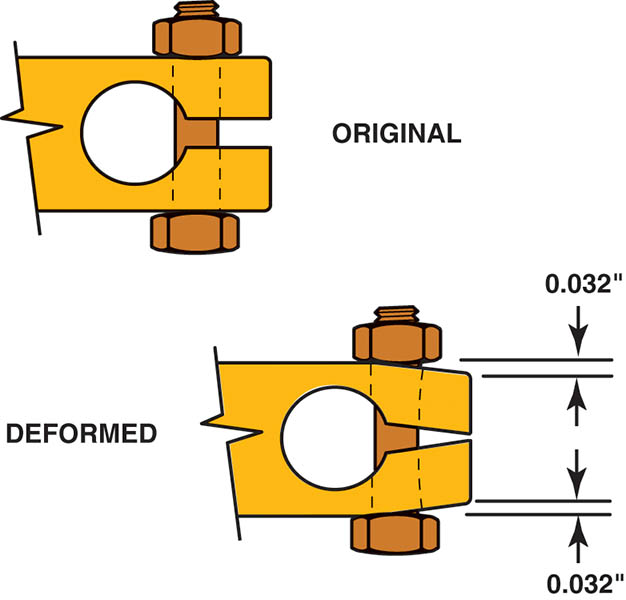 ORIGINAL
0.032"
DEFORMED
0.032"